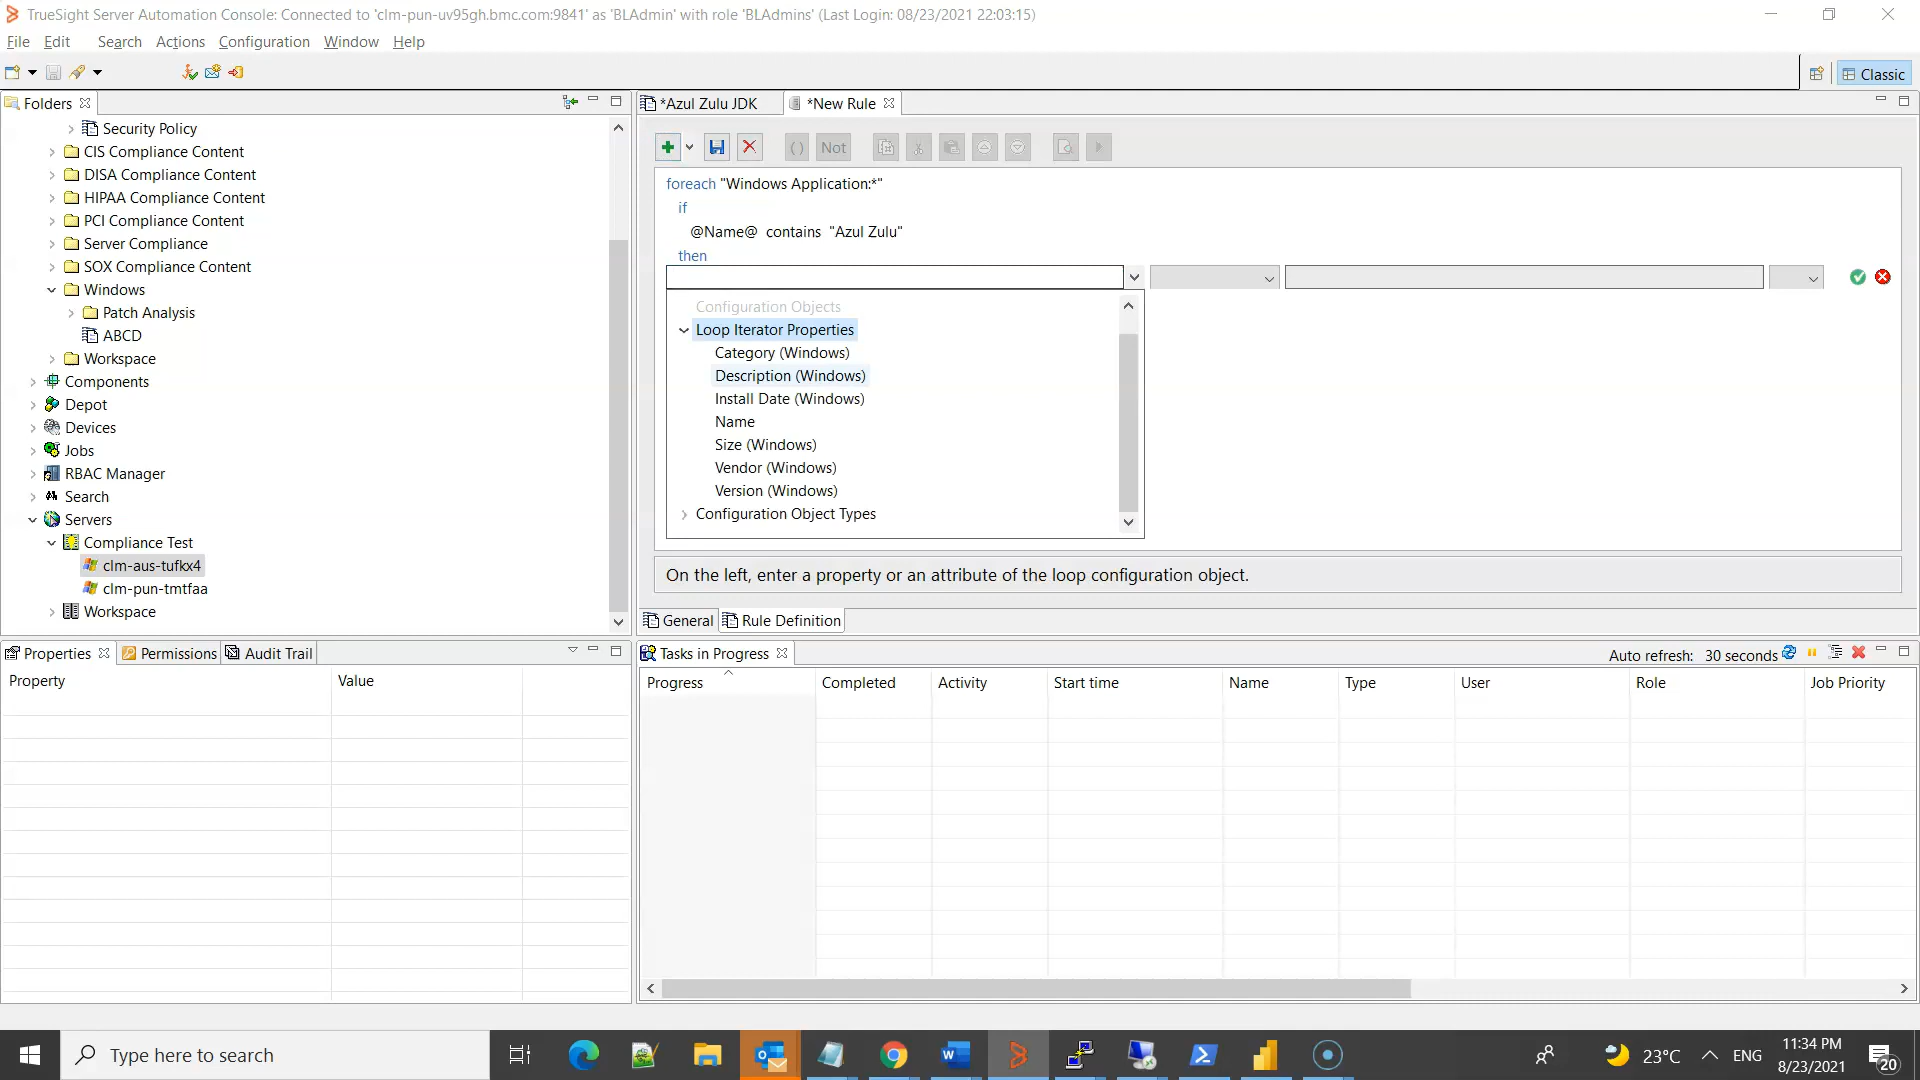 TrueSight Server Automation Console: Connected to 'clm-pun-uv95gh.bmc.com:9841' as 'BLAdmin' with role 'BLAdmins' (Last Login: 08/23/2021 22:03:15)
File Edit Search Actions Configuration Window Help
Classic
Folders
Security Policy
CIS Compliance Content
DISA Compliance Content
HIPAA Compliance Content
PCI Compliance Content
Server Compliance
SOX Compliance Content
Windows
Patch Analysis
ABCD
Workspace
Components
Depot
Devices
Jobs
RBAC Manager
Search
Servers
Compliance Test
clm-aus-tufkx4
clm-pun-tmtfaa
Workspace
*Azul Zulu JDK *New Rule
( ) Not
foreach "Windows Application:*"
if
@Name@ contains "Azul Zulu"
then
Configuration Objects
Loop Iterator Properties
Category (Windows)
Description (Windows)
Install Date (Windows)
Name
Size (Windows)
Vendor (Windows)
Version (Windows)
Configuration Object Types
On the left, enter a property or an attribute of the loop configuration object.
General Rule Definition
Properties Permissions Audit Trail
Property Value
Tasks in Progress
Auto refresh: 30 seconds
Progress Completed Activity Start time Name Type User Role Job Priority
Type here to search
23°C ENG
11:34 PM
8/23/2021
20